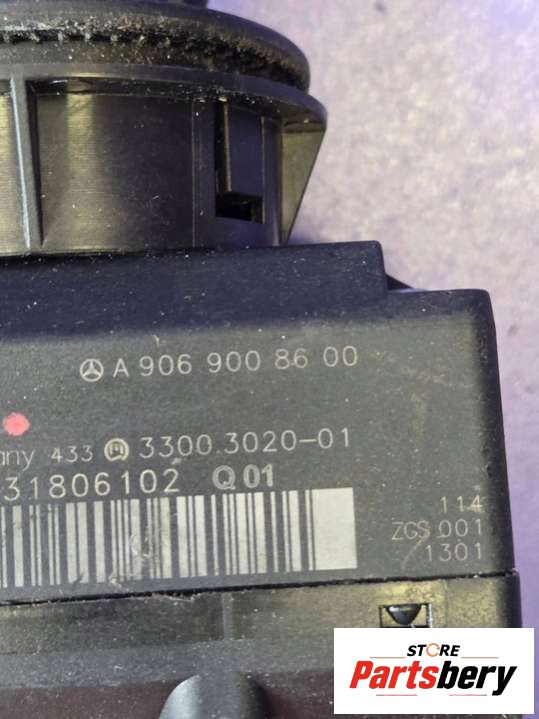 A 906 900 86 00
any 433 3300.3020-01
31806102 Q01
114
ZGS 001
1301
STORE
Partsbery